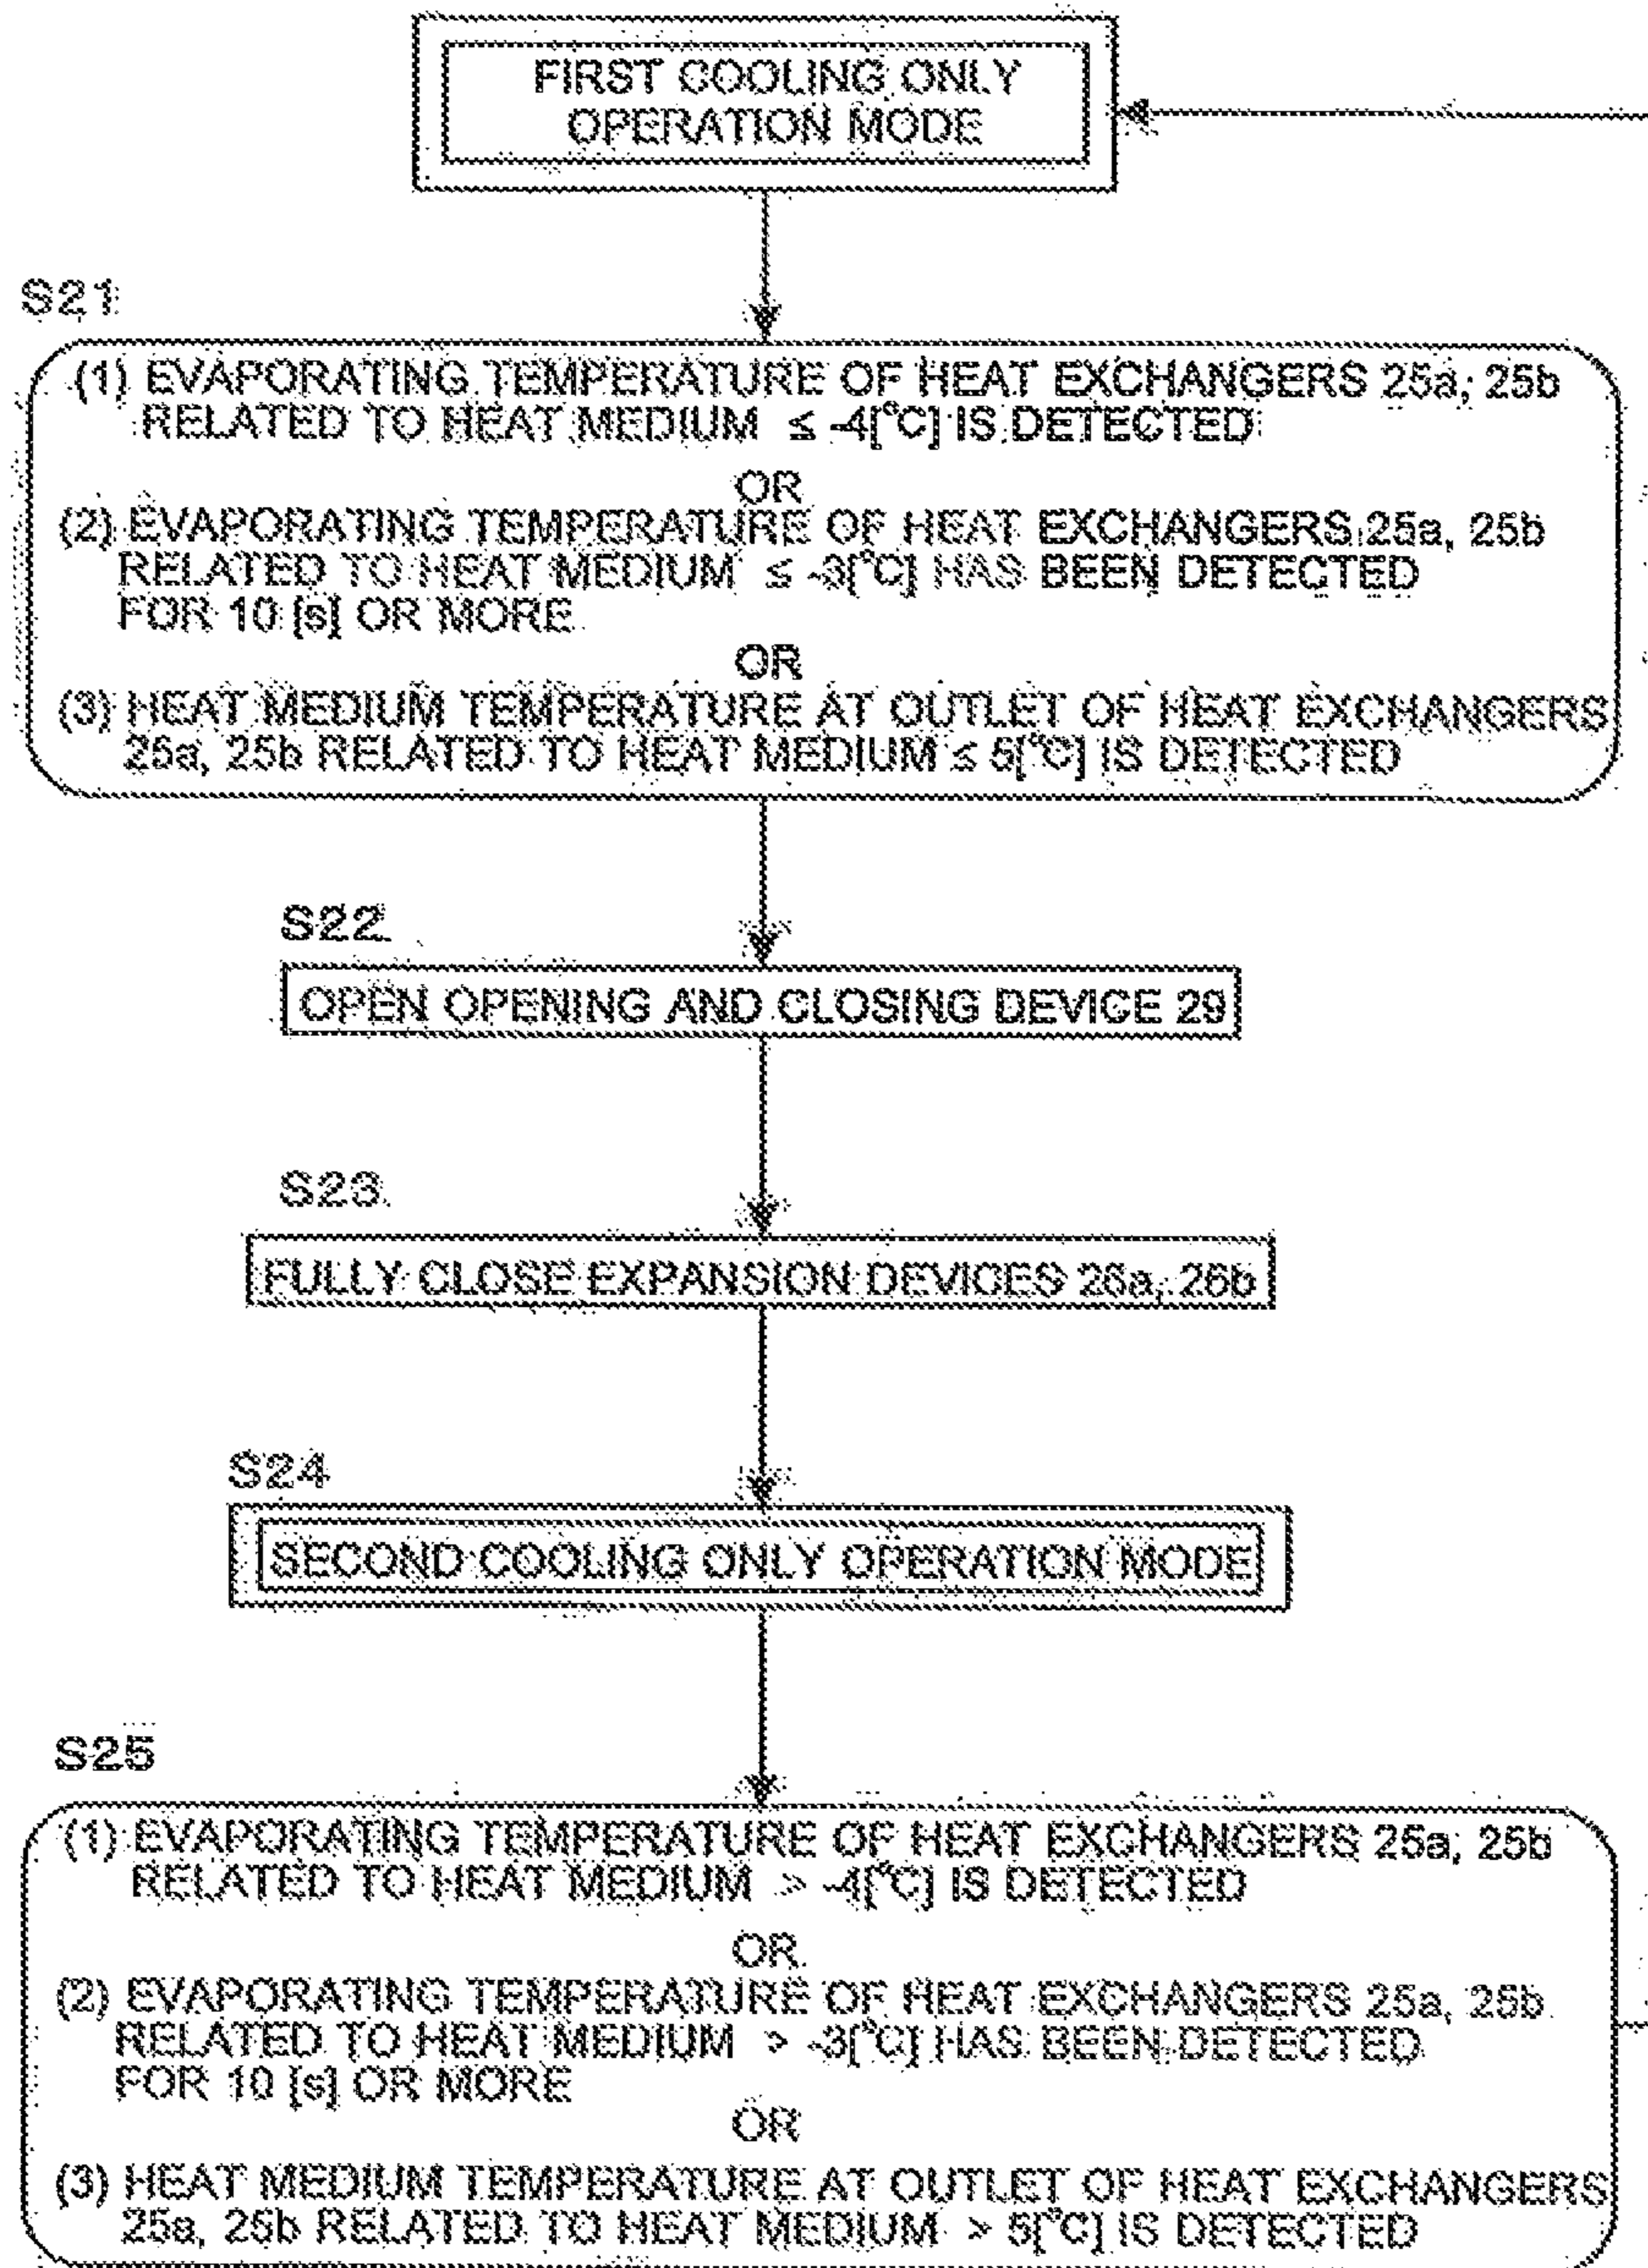 FIRST COOLING ONLY
OPERATION MODE
S21
(1) EVAPORATING TEMPERATURE OF HEAT EXCHANGERS 25a, 25b
RELATED TO HEAT MEDIUM ≤ -4[°C] IS DETECTED
OR
(2) EVAPORATING TEMPERATURE OF HEAT EXCHANGERS 25a, 25b
RELATED TO HEAT MEDIUM ≤ -3[°C] HAS BEEN DETECTED
FOR 10 [s] OR MORE
OR
(3) HEAT MEDIUM TEMPERATURE AT OUTLET OF HEAT EXCHANGERS
25a, 25b RELATED TO HEAT MEDIUM ≤ 5[°C] IS DETECTED
S22
OPEN OPENING AND CLOSING DEVICE 29
S23
FULLY CLOSE EXPANSION DEVICES 26a, 26b
S24
SECOND COOLING ONLY OPERATION MODE
S25
(1) EVAPORATING TEMPERATURE OF HEAT EXCHANGERS 25a, 25b
RELATED TO HEAT MEDIUM > -4[°C] IS DETECTED
OR
(2) EVAPORATING TEMPERATURE OF HEAT EXCHANGERS 25a, 25b
RELATED TO HEAT MEDIUM > -3[°C] HAS BEEN DETECTED
FOR 10 [s] OR MORE
OR
(3) HEAT MEDIUM TEMPERATURE AT OUTLET OF HEAT EXCHANGERS
25a, 25b RELATED TO HEAT MEDIUM > 5[°C] IS DETECTED